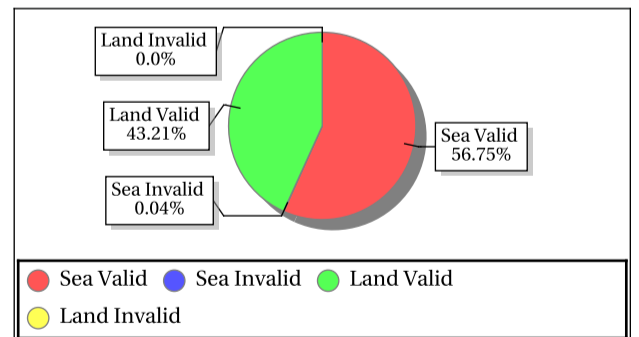 Land Invalid
0.0%
Land Valid
43.21%
Sea Valid
56.75%
Sea Invalid
0.04%
Sea Valid Sea Invalid Land Valid
Land Invalid